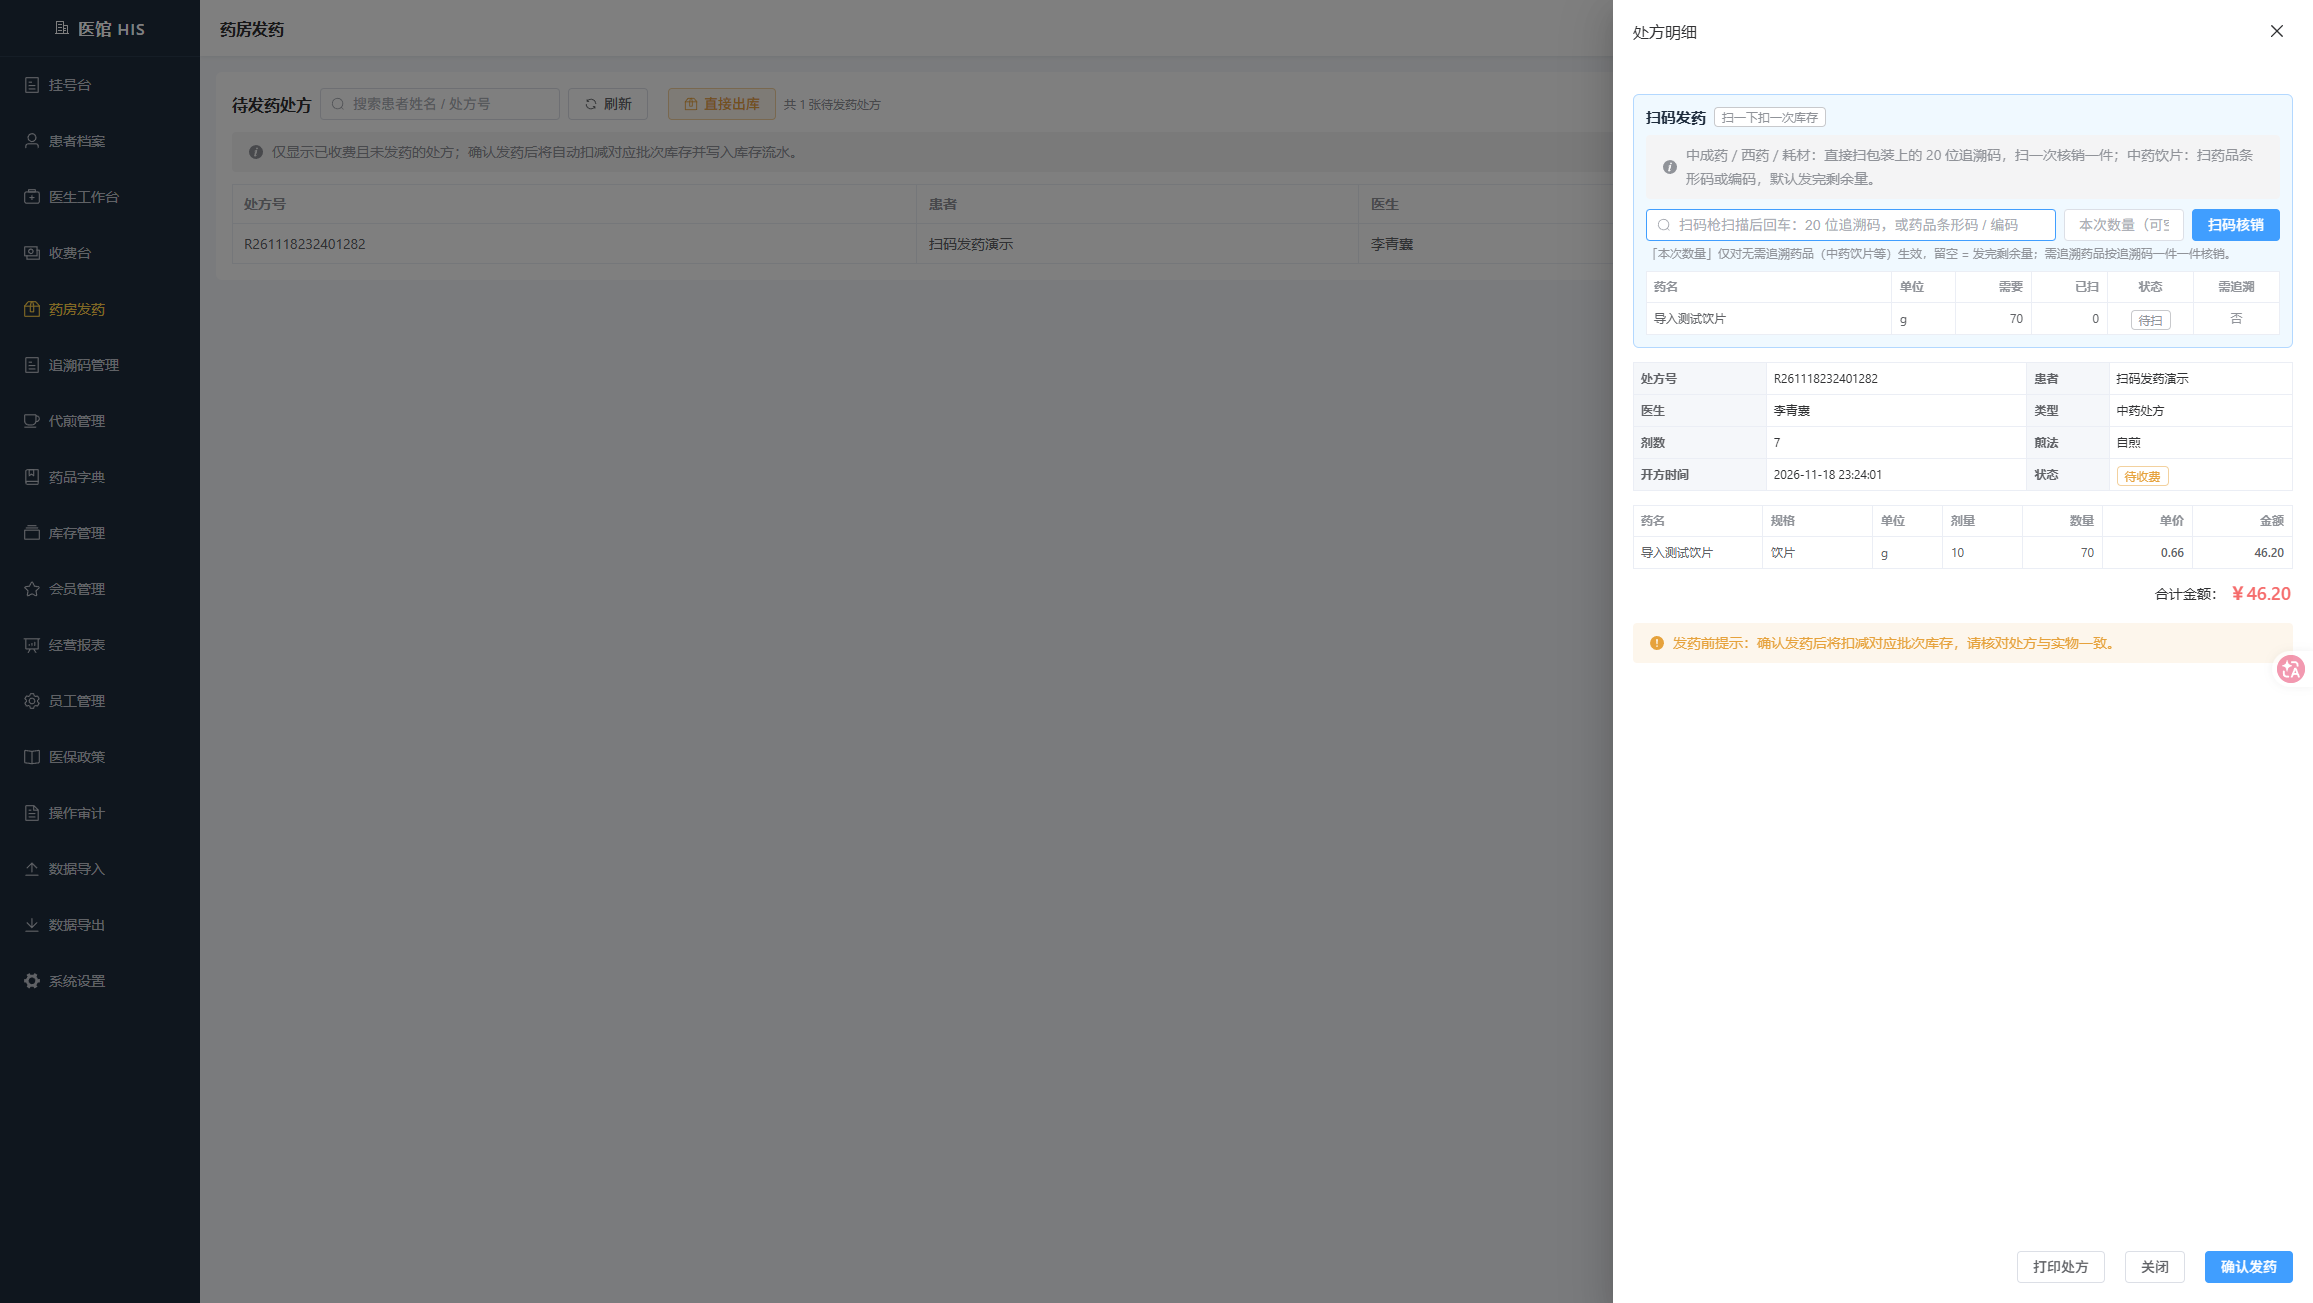 医馆 HIS
挂号台
患者档案
医生工作台
收费台
药房发药
追溯码管理
代煎管理
药品字典
库存管理
会员管理
经营报表
员工管理
医保政策
操作审计
数据导入
数据导出
系统设置
药房发药
待发药处方 搜索患者姓名 / 处方号 刷新 直接出库 共 1 张待发药处方
仅显示已收费且未发药的处方；确认发药后将自动扣减对应批次库存并写入库存流水。
处方号 患者 医生
R261118232401282 扫码发药演示 李青囊
处方明细
扫码发药 扫一下扣一次库存
中成药 / 西药 / 耗材：直接扫包装上的 20 位追溯码，扫一次核销一件；中药饮片：扫药品条
形码或编码，默认发完剩余量。
扫码枪扫描后回车：20 位追溯码，或药品条形码 / 编码 本次数量（可 扫码核销
「本次数量」仅对无需追溯药品（中药饮片等）生效，留空 = 发完剩余量；需追溯药品按追溯码一件一件核销。
药名 单位 需要 已扫 状态 需追溯
导入测试饮片 g 70 0 待扫 否
处方号 R261118232401282 患者 扫码发药演示
医生 李青囊 类型 中药处方
剂数 7 煎法 自煎
开方时间 2026-11-18 23:24:01 状态 待收费
药名 规格 单位 剂量 数量 单价 金额
导入测试饮片 饮片 g 10 70 0.66 46.20
合计金额： ¥ 46.20
发药前提示：确认发药后将扣减对应批次库存，请核对处方与实物一致。
打印处方 关闭 确认发药